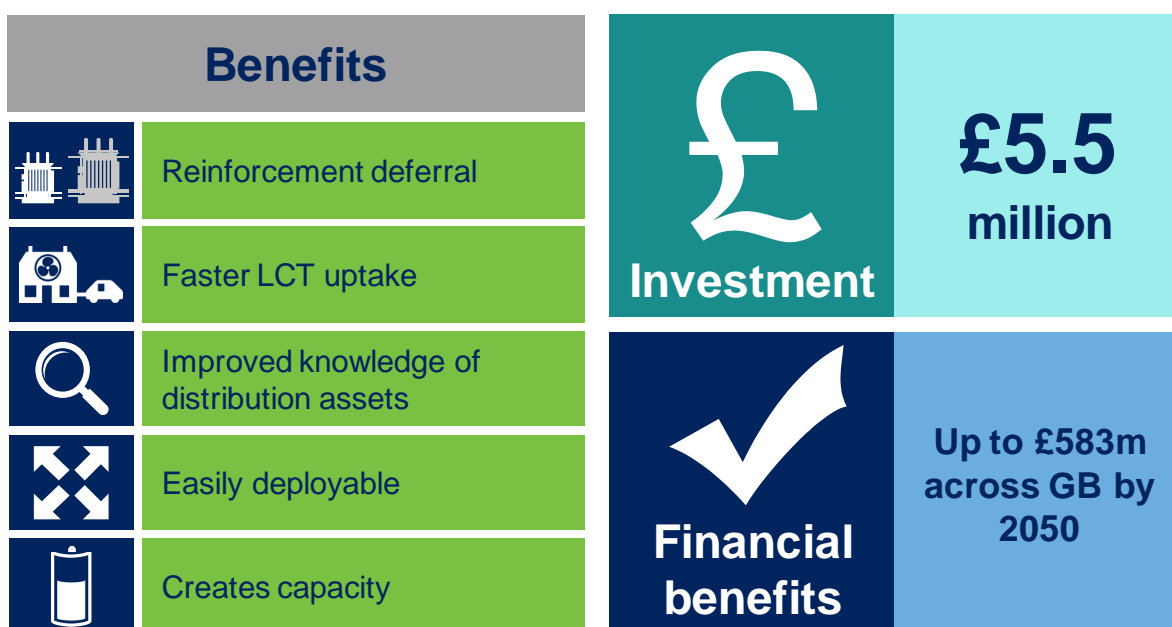 Benefits
Reinforcement deferral
Faster LCT uptake
Improved knowledge of
distribution assets
Easily deployable
Creates capacity
£
Investment
£5.5
million
Financial
benefits
Up to £583m
across GB by
2050